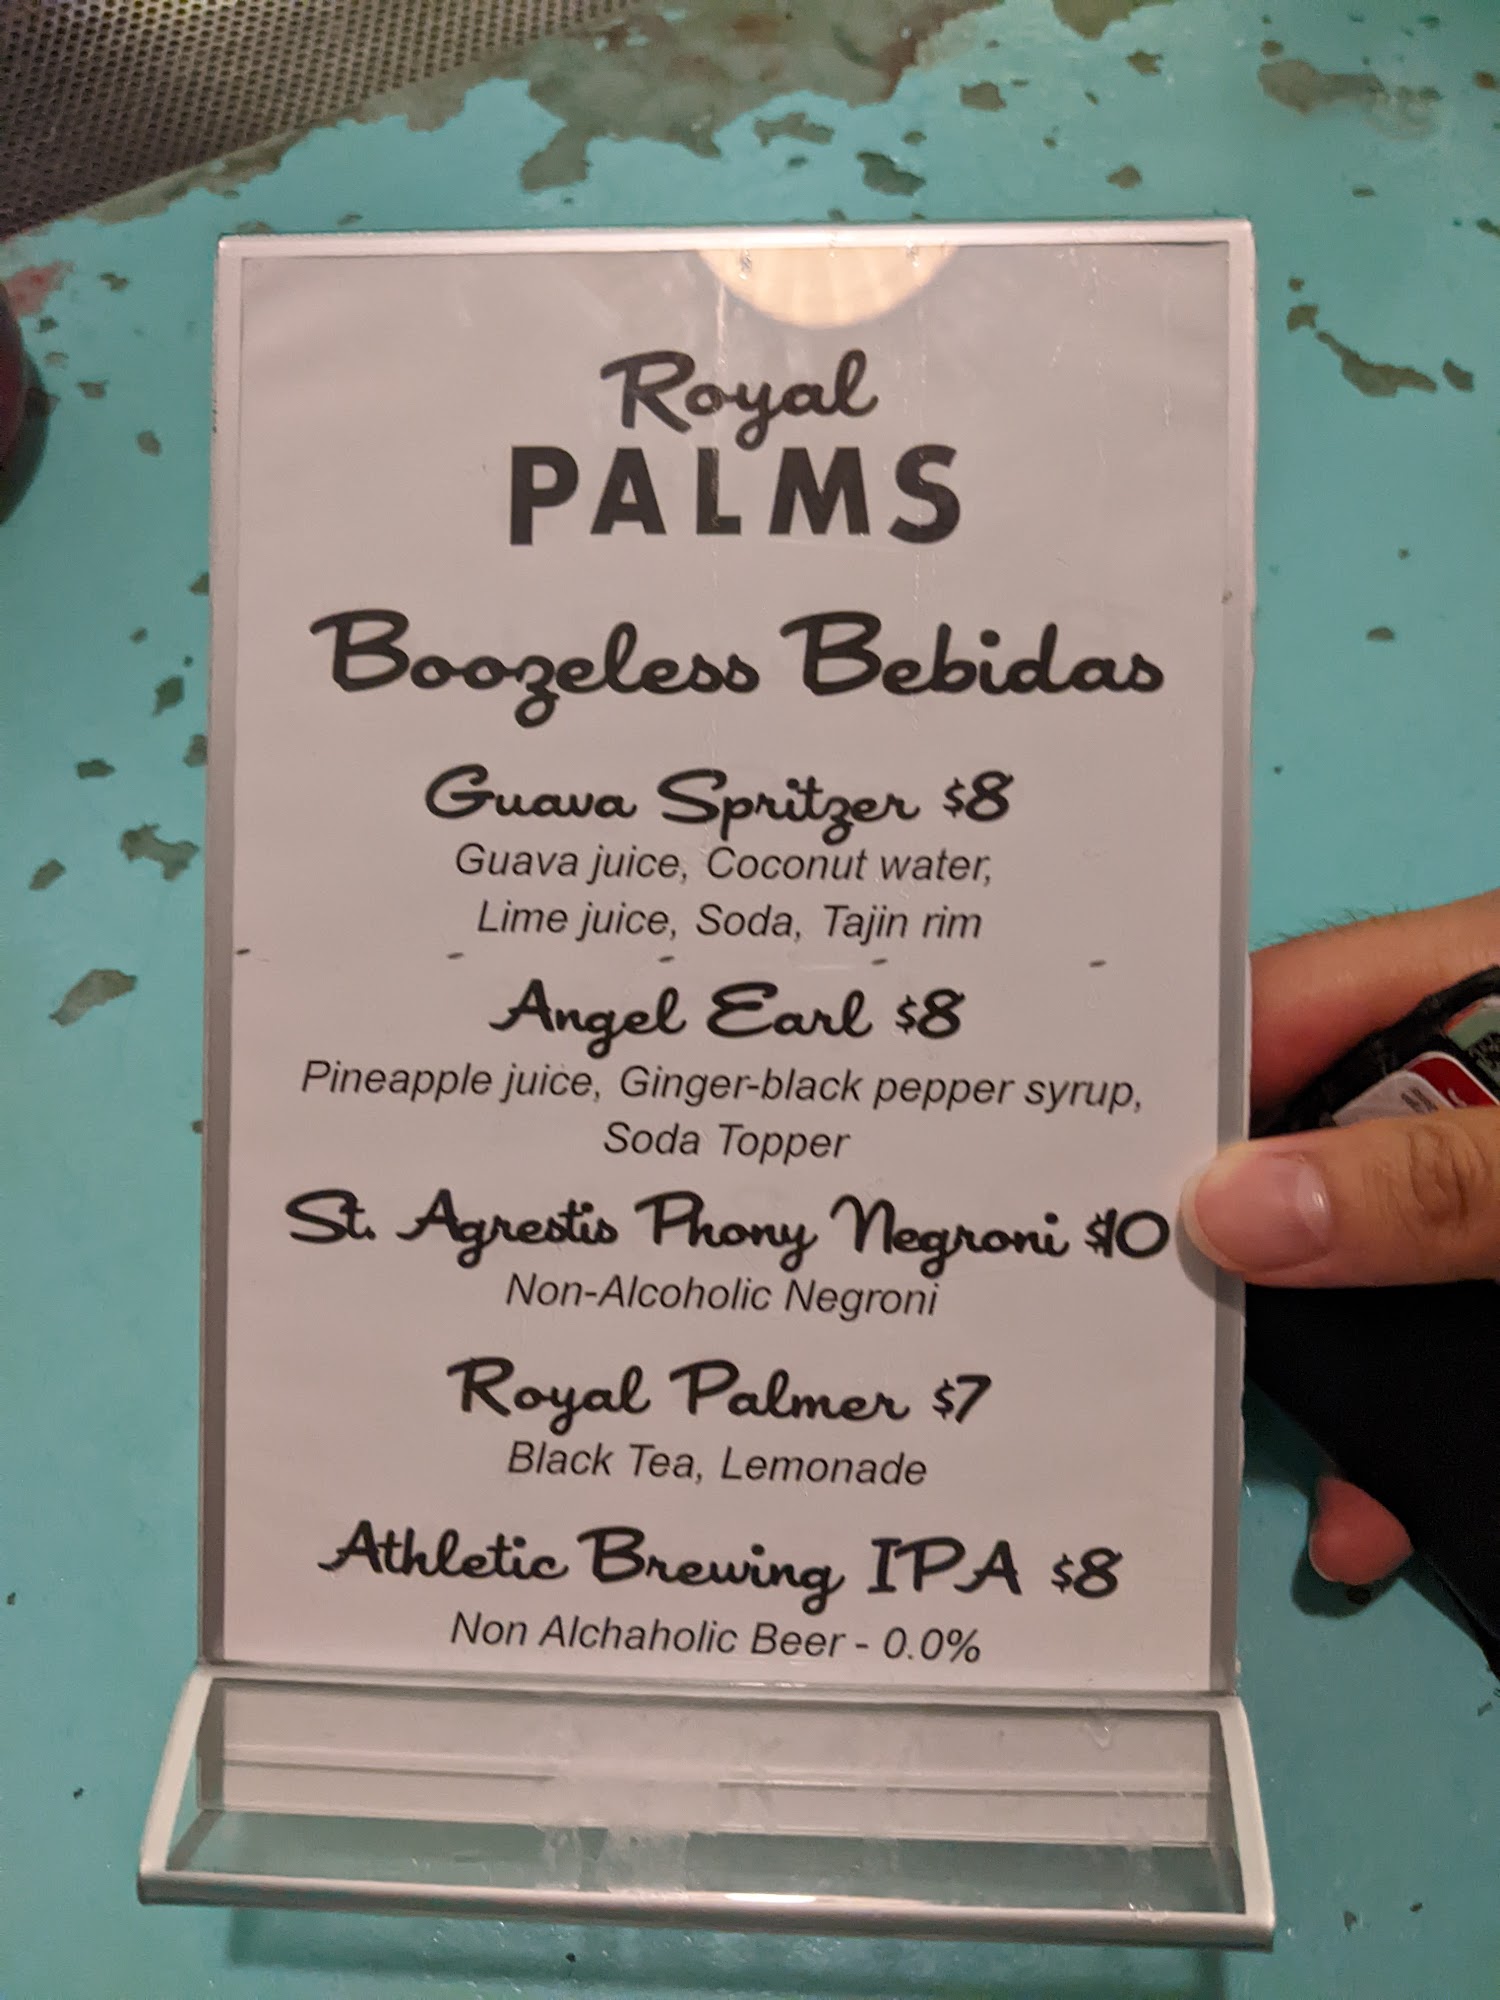 Royal
PALMS
Boozeless Bebidas
Guava Spritzer $8
Guava juice, Coconut water,
Lime juice, Soda, Tajin rim
Angel Earl $8
Pineapple juice, Ginger-black pepper syrup,
Soda Topper
St. Agrestis Phony Negroni $10
Non-Alcoholic Negroni
Royal Palmer $7
Black Tea, Lemonade
Athletic Brewing IPA $8
Non Alchaholic Beer - 0.0%